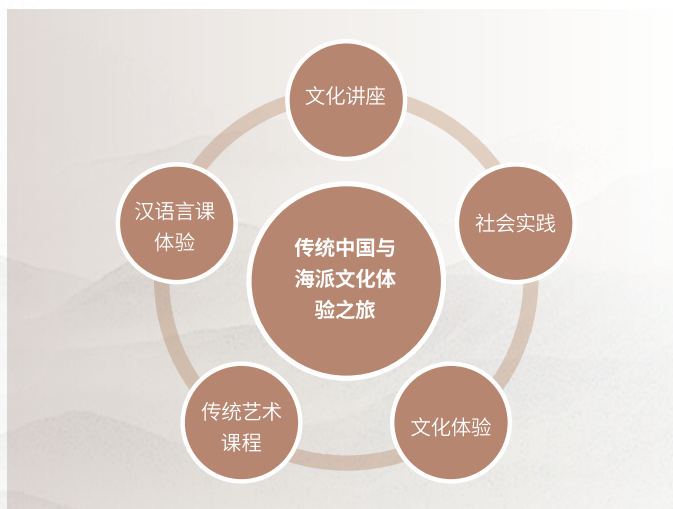 文化讲座
汉语言课
体验
社会实践
传统中国与
海派文化体
验之旅
传统艺术
课程
文化体验